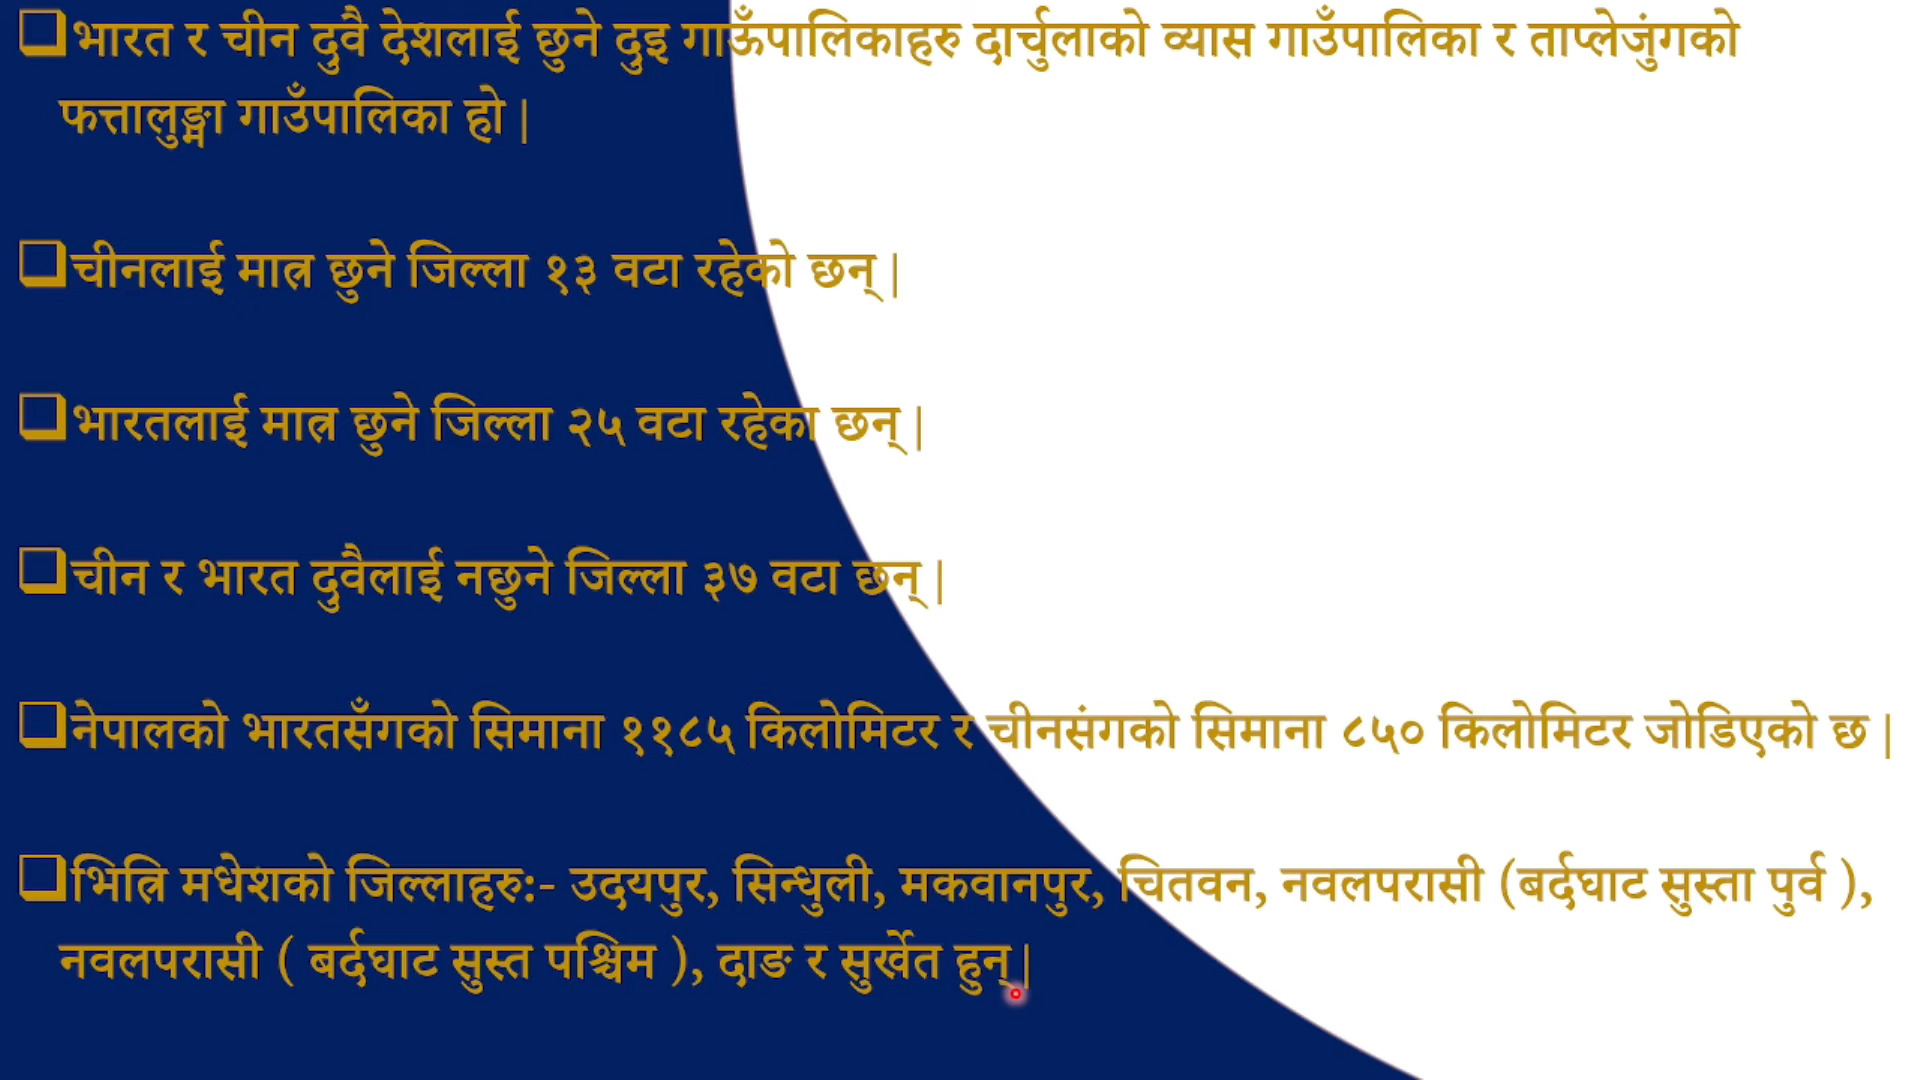 भारत र चीन दुवै देशलाई छुने दुइ गाऊँपालिकाहरु दार्चुलाको व्यास गाउँपालिका र ताप्लेजुंगको
फत्तालुङ्मा गाउँपालिका हो |
चीनलाई मात्र छुने जिल्ला १३ वटा रहेको छन् |
भारतलाई मात्र छुने जिल्ला २५ वटा रहेका छन् |
चीन र भारत दुवैलाई नछुने जिल्ला ३७ वटा छन् |
नेपालको भारतसँगको सिमाना ११८५ किलोमिटर र चीनसंगको सिमाना ८५० किलोमिटर जोडिएको छ |
भित्रि मधेशको जिल्लाहरु:- उदयपुर, सिन्धुली, मकवानपुर, चितवन, नवलपरासी (बर्दघाट सुस्ता पुर्व ),
नवलपरासी ( बर्दघाट सुस्त पश्चिम ), दाङ र सुर्खेत हुन् |